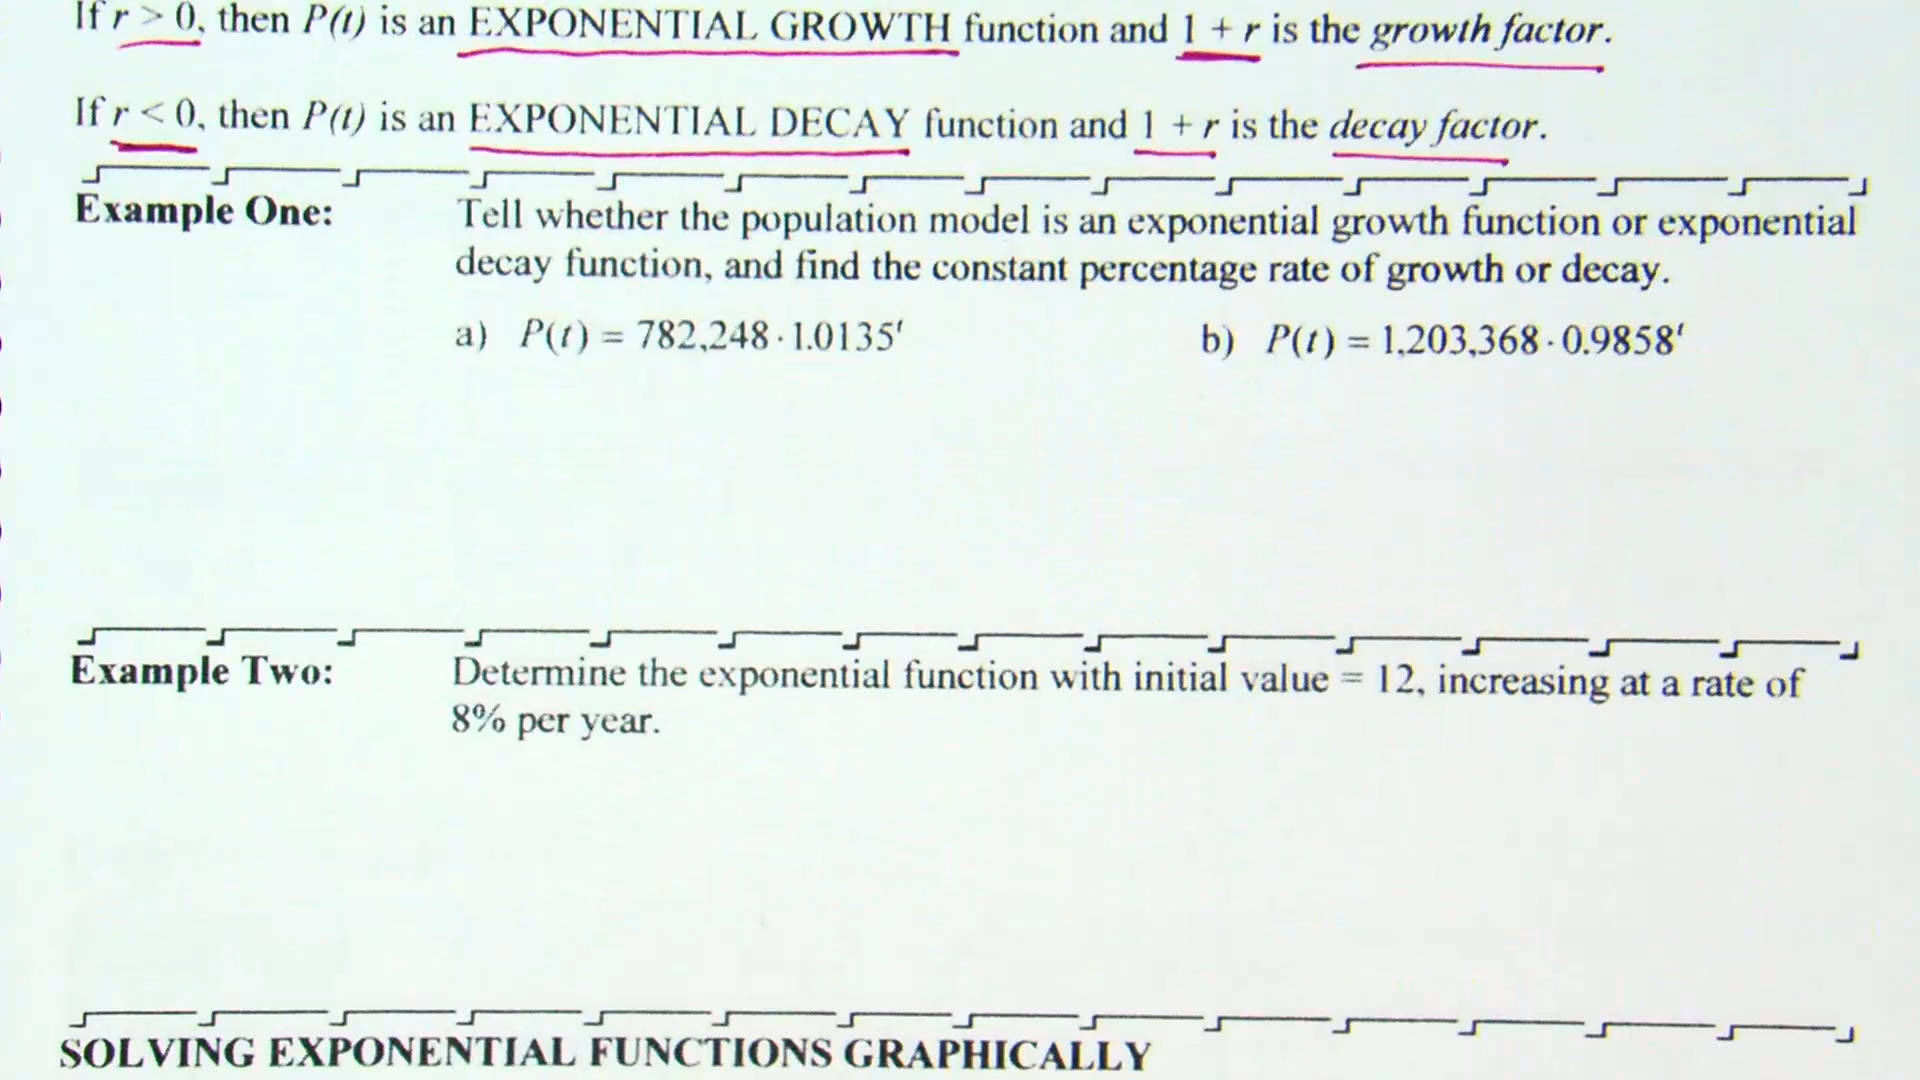 If r > 0, then P(t) is an EXPONENTIAL GROWTH function and 1 + r is the growth factor.
If r < 0, then P(t) is an EXPONENTIAL DECAY function and 1 + r is the decay factor.
Example One: Tell whether the population model is an exponential growth function or exponential
decay function, and find the constant percentage rate of growth or decay.
a) P(t) = 782,248 · 1.0135ᵗ b) P(t) = 1,203,368 · 0.9858ᵗ
Example Two: Determine the exponential function with initial value = 12, increasing at a rate of
8% per year.
SOLVING EXPONENTIAL FUNCTIONS GRAPHICALLY